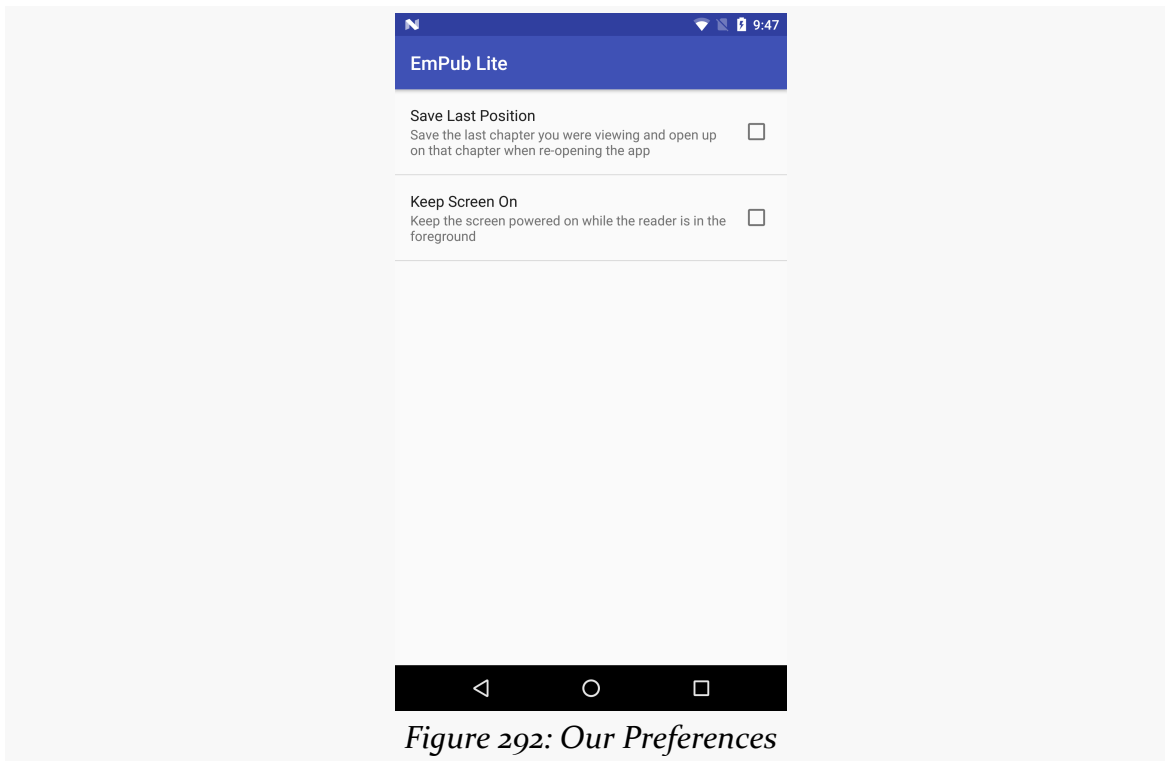 9:47
EmPub Lite
Save Last Position
Save the last chapter you were viewing and open up
on that chapter when re-opening the app
Keep Screen On
Keep the screen powered on while the reader is in the
foreground
Figure 292: Our Preferences